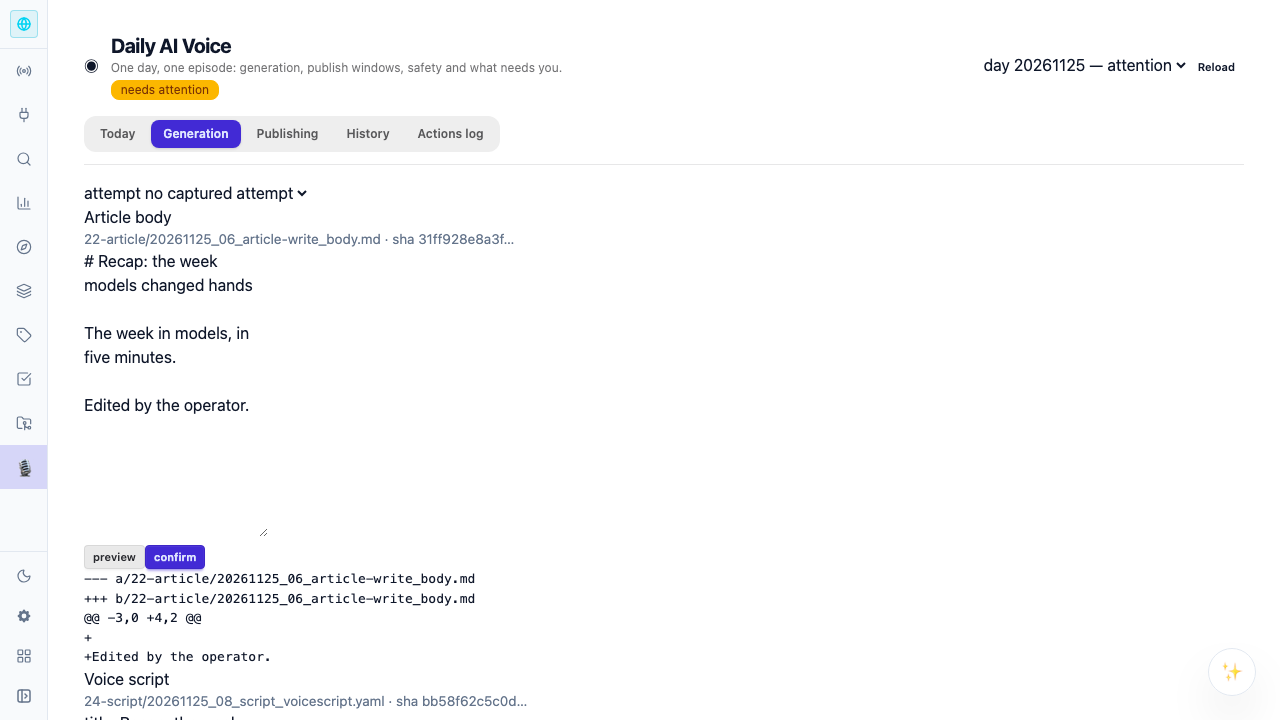 Daily AI Voice
One day, one episode: generation, publish windows, safety and what needs you.
needs attention
day 20261125 — attention
Reload
Today
Generation
Publishing
History
Actions log
attempt no captured attempt
Article body
22-article/20261125_06_article-write_body.md · sha 31ff928e8a3f…
# Recap: the week
models changed hands

The week in models, in
five minutes.

Edited by the operator.
preview
confirm
--- a/22-article/20261125_06_article-write_body.md
+++ b/22-article/20261125_06_article-write_body.md
@@ -3,0 +4,2 @@
+
+Edited by the operator.
Voice script
24-script/20261125_08_script_voicescript.yaml · sha bb58f62c5c0d…